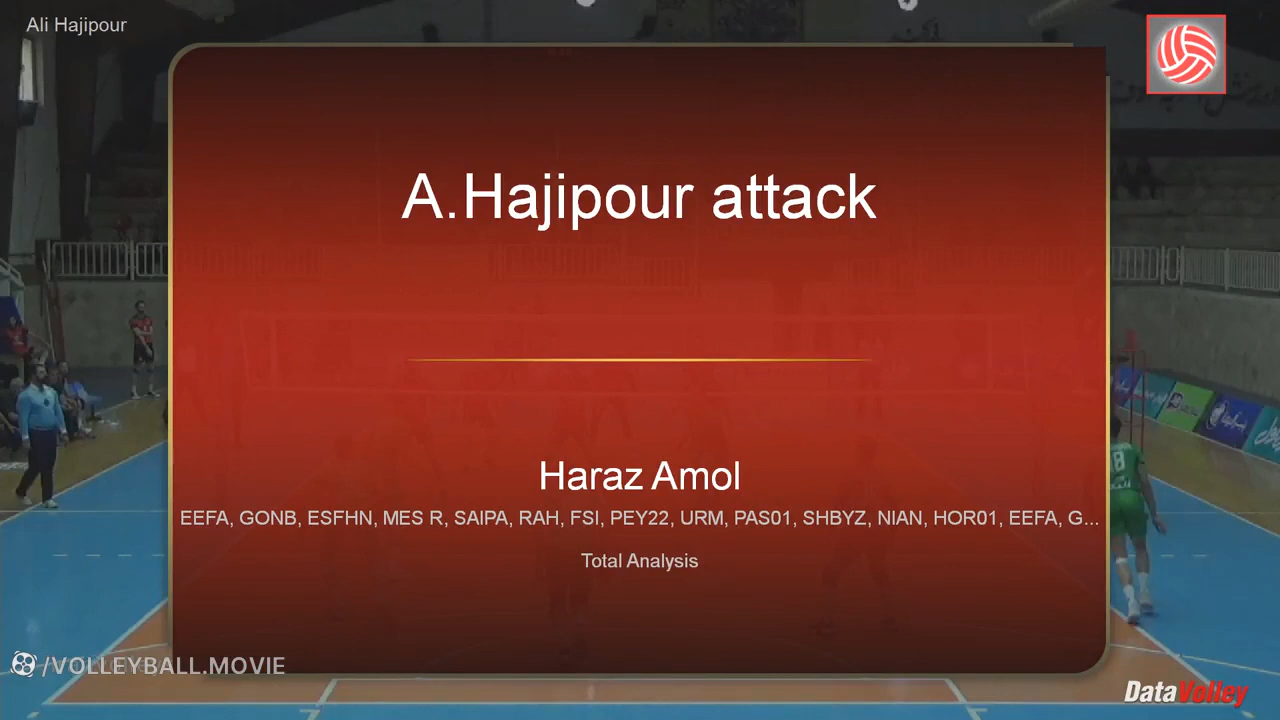 Ali Hajipour
A.Hajipour attack
Haraz Amol
EEFA, GONB, ESFHN, MES R, SAIPA, RAH, FSI, PEY22, URM, PAS01, SHBYZ, NIAN, HOR01, EEFA, G...
Total Analysis
/VOLLEYBALL.MOVIE
DataVolley